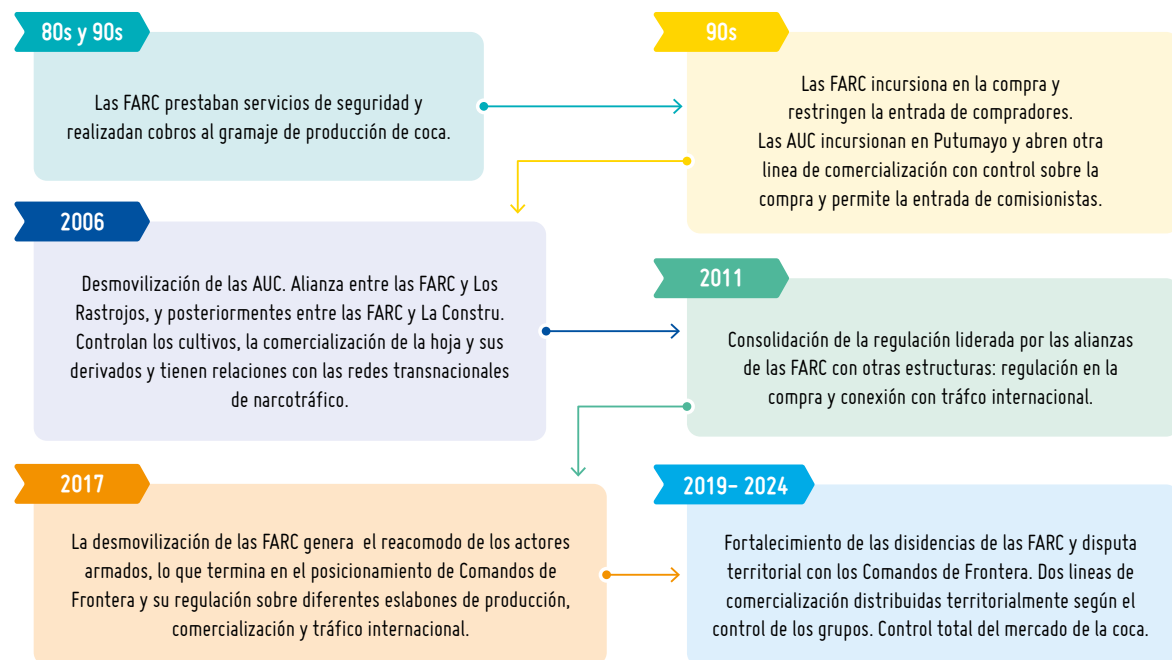 80s y 90s
Las FARC prestaban servicios de seguridad y
realizadan cobros al gramaje de producción de coca.
90s
Las FARC incursiona en la compra y
restringen la entrada de compradores.
Las AUC incursionan en Putumayo y abren otra
linea de comercialización con control sobre la
compra y permite la entrada de comisionistas.
2006
Desmovilización de las AUC. Alianza entre las FARC y Los
Rastrojos, y posteriormentes entre las FARC y La Constru.
Controlan los cultivos, la comercialización de la hoja y sus
derivados y tienen relaciones con las redes transnacionales
de narcotráfico.
2011
Consolidación de la regulación liderada por las alianzas
de las FARC con otras estructuras: regulación en la
compra y conexión con tráfco internacional.
2017
La desmovilización de las FARC genera el reacomodo de los actores
armados, lo que termina en el posicionamiento de Comandos de
Frontera y su regulación sobre diferentes eslabones de producción,
comercialización y tráfico internacional.
2019- 2024
Fortalecimiento de las disidencias de las FARC y disputa
territorial con los Comandos de Frontera. Dos lineas de
comercialización distribuidas territorialmente según el
control de los grupos. Control total del mercado de la coca.